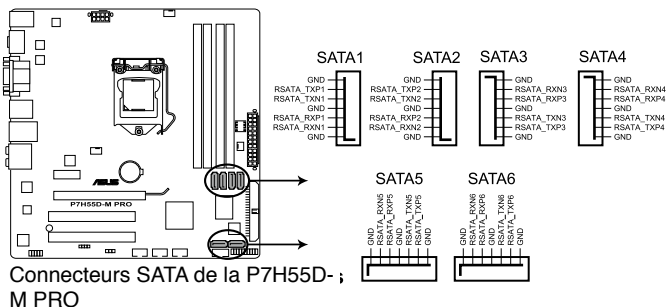 SATA1 SATA2 SATA3 SATA4
GND
RSATA_TXP1
RSATA_TXN1
GND
RSATA_RXP1
RSATA_RXN1
GND
GND
RSATA_TXP2
RSATA_TXN2
GND
RSATA_RXP2
RSATA_RXN2
GND
GND
RSATA_RXN3
RSATA_RXP3
GND
RSATA_TXN3
RSATA_TXP3
GND
GND
RSATA_RXN4
RSATA_RXP4
GND
RSATA_TXN4
RSATA_TXP4
GND
ASUS
P7H55D-M PRO
SATA5 SATA6
GND
RSATA_RXN5
RSATA_RXP5
GND
RSATA_TXN5
RSATA_TXP5
GND
GND
RSATA_RXN6
RSATA_RXP6
GND
RSATA_TXN6
RSATA_TXP6
GND
Connecteurs SATA de la P7H55D- ;
M PRO